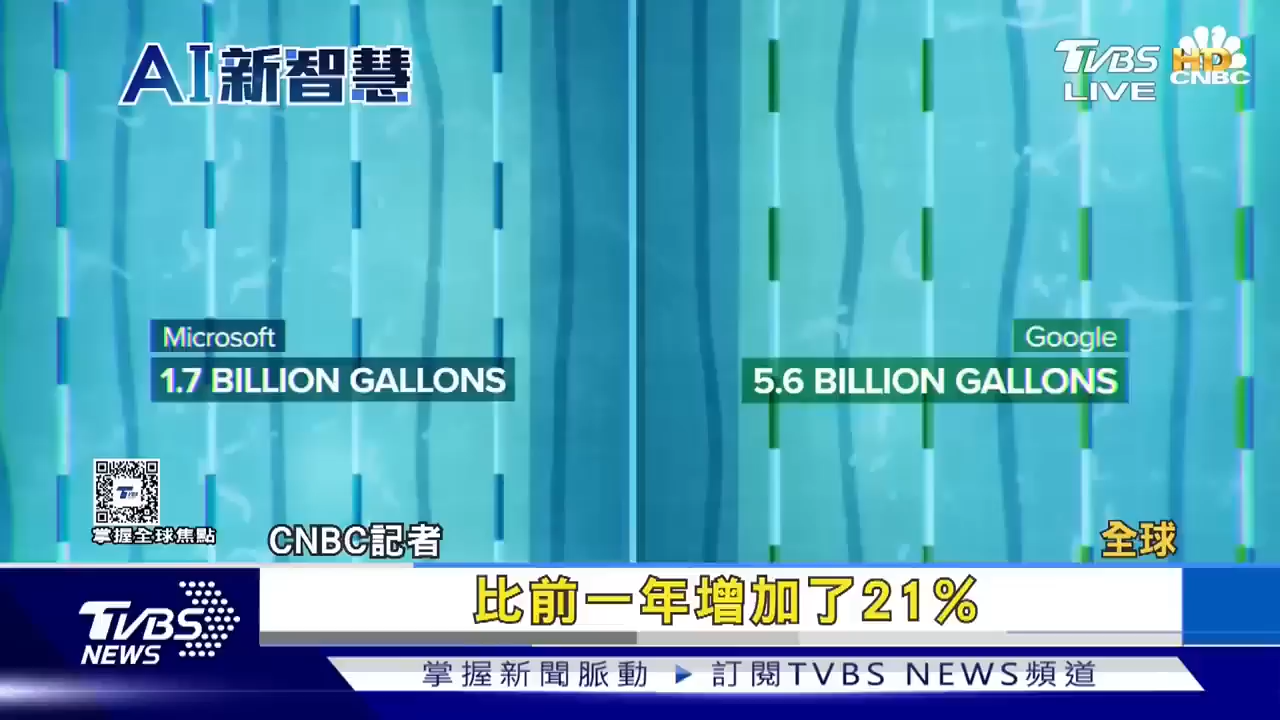 AI新智慧
TVBS
LIVE
HD
CNBC
Microsoft
1.7 BILLION GALLONS
Google
5.6 BILLION GALLONS
掌握全球焦點
CNBC記者
全球
比前一年增加了21%
TVBS
NEWS
掌握新聞脈動 ▶ 訂閱TVBS NEWS頻道